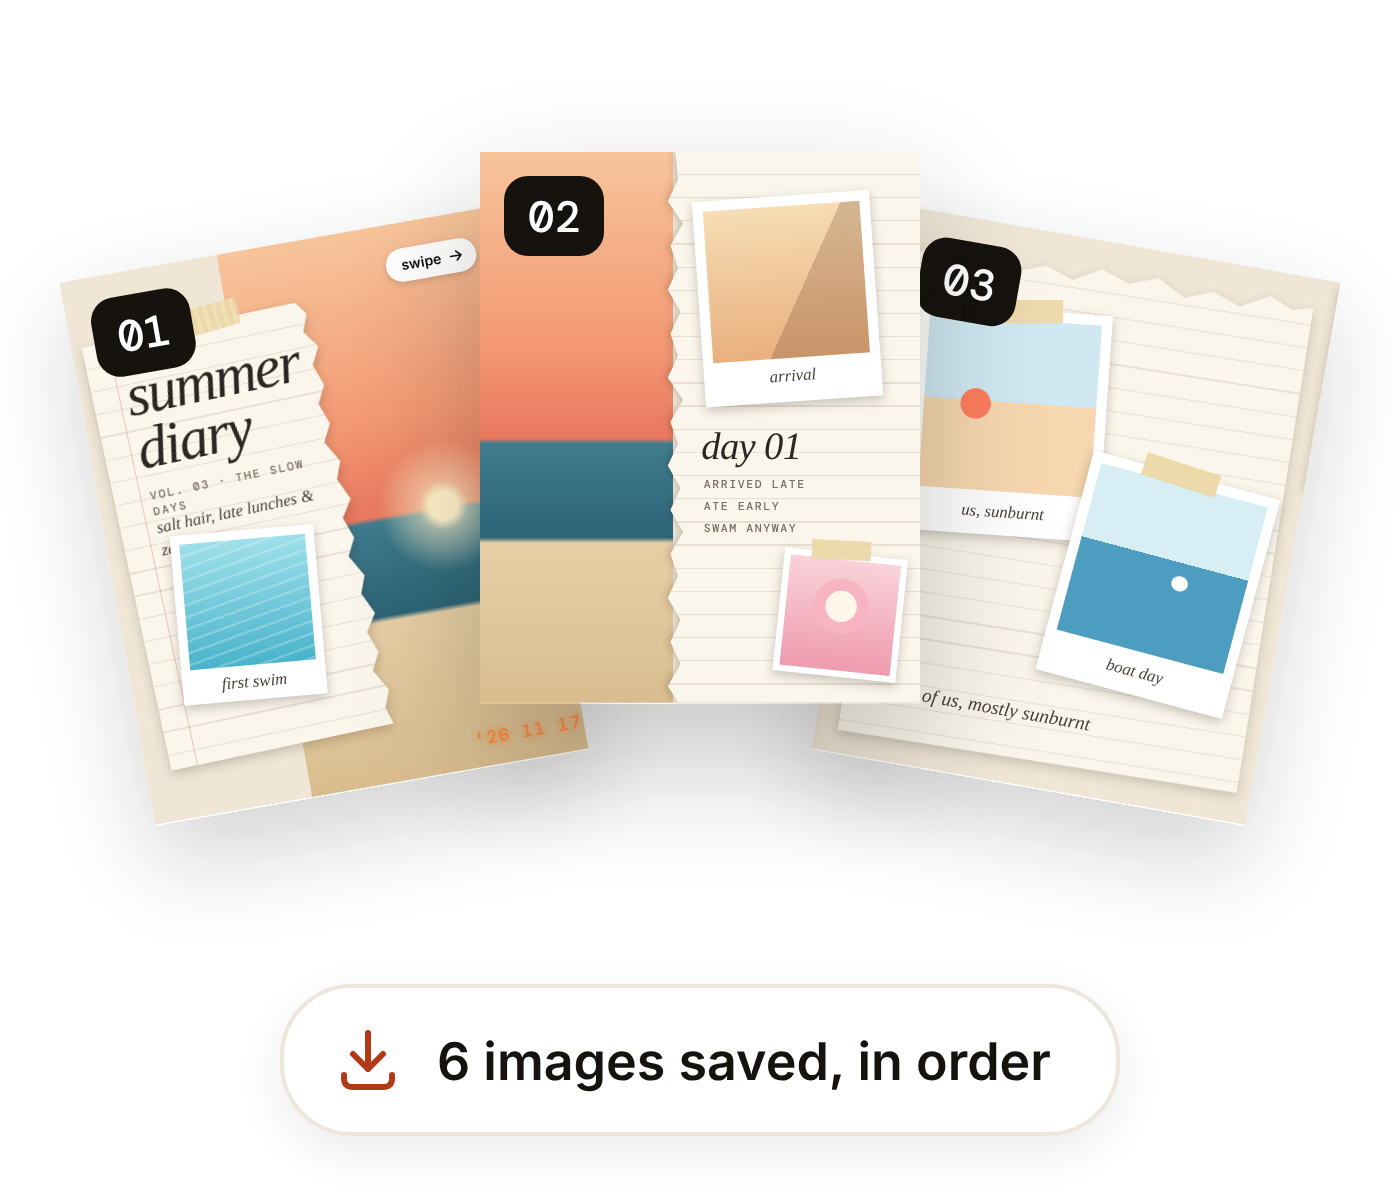 01
swipe →
summer
diary
VOL. 03 - THE SLOW
DAYS
salt hair, late lunches &
first swim
'26 11 17
02
arrival
day 01
ARRIVED LATE
ATE EARLY
SWAM ANYWAY
03
us, sunburnt
boat day
of us, mostly sunburnt
6 images saved, in order